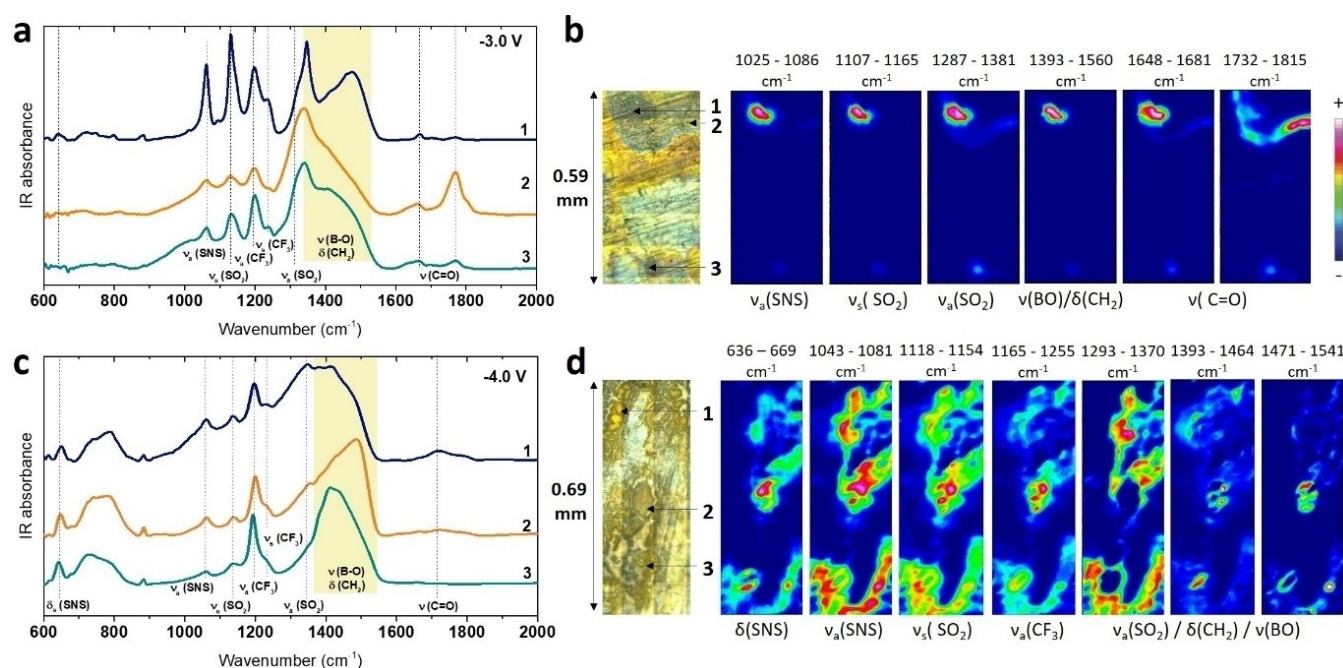 a
-3.0 V
IR absorbance
1
2
3
νₐ (SNS)
νₐ (SO₂)
νₐ (CF₃)
νₐ (CF₃)
νₐ (SO₂)
ν (B-O)
δ (CH₂)
ν (C=O)
600 800 1000 1200 1400 1600 1800 2000
Wavenumber (cm⁻¹)
b
1025 - 1086 cm⁻¹
1107 - 1165 cm⁻¹
1287 - 1381 cm⁻¹
1393 - 1560 cm⁻¹
1648 - 1681 cm⁻¹
1732 - 1815 cm⁻¹
0.59
mm
1
2
3
+
-
νₐ(SNS)
νₛ( SO₂)
νₐ(SO₂)
ν(BO)/δ(CH₂)
ν( C=O)
c
-4.0 V
IR absorbance
1
2
3
δₐ (SNS)
νₐ (SNS)
νₐ (SO₂)
νₐ (CF₃)
νₛ (CF₃)
νₐ (SO₂)
ν (B-O)
δ (CH₂)
ν (C=O)
600 800 1000 1200 1400 1600 1800 2000
Wavenumber (cm⁻¹)
d
636 – 669 cm⁻¹
1043 - 1081 cm⁻¹
1118 - 1154 cm⁻¹
1165 - 1255 cm⁻¹
1293 - 1370 cm⁻¹
1393 - 1464 cm⁻¹
1471 - 1541 cm⁻¹
0.69
mm
1
2
3
δ(SNS)
νₐ(SNS)
νₛ( SO₂)
νₐ(CF₃)
νₐ(SO₂) / δ(CH₂) / ν(BO)